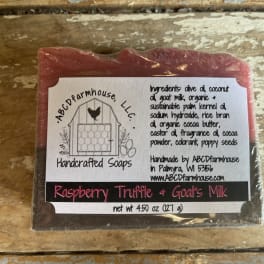 ABCDfarmhouse, LLC.
Handcrafted Soaps
Ingredients: olive oil, coconut
oil, goat milk, organic +
sustainable palm kernel oil,
sodium hydroxide, rice bran
oil, organic cocoa butter,
castor oil, fragrance oil, cocoa
powder, colorant, poppy seeds
Handmade by ABCDfarmhouse
in Palmyra, WI 53156
www.ABCDfarmhouse.com
Raspberry Truffle & Goat's Milk
net wt 4.50 oz (127 g)